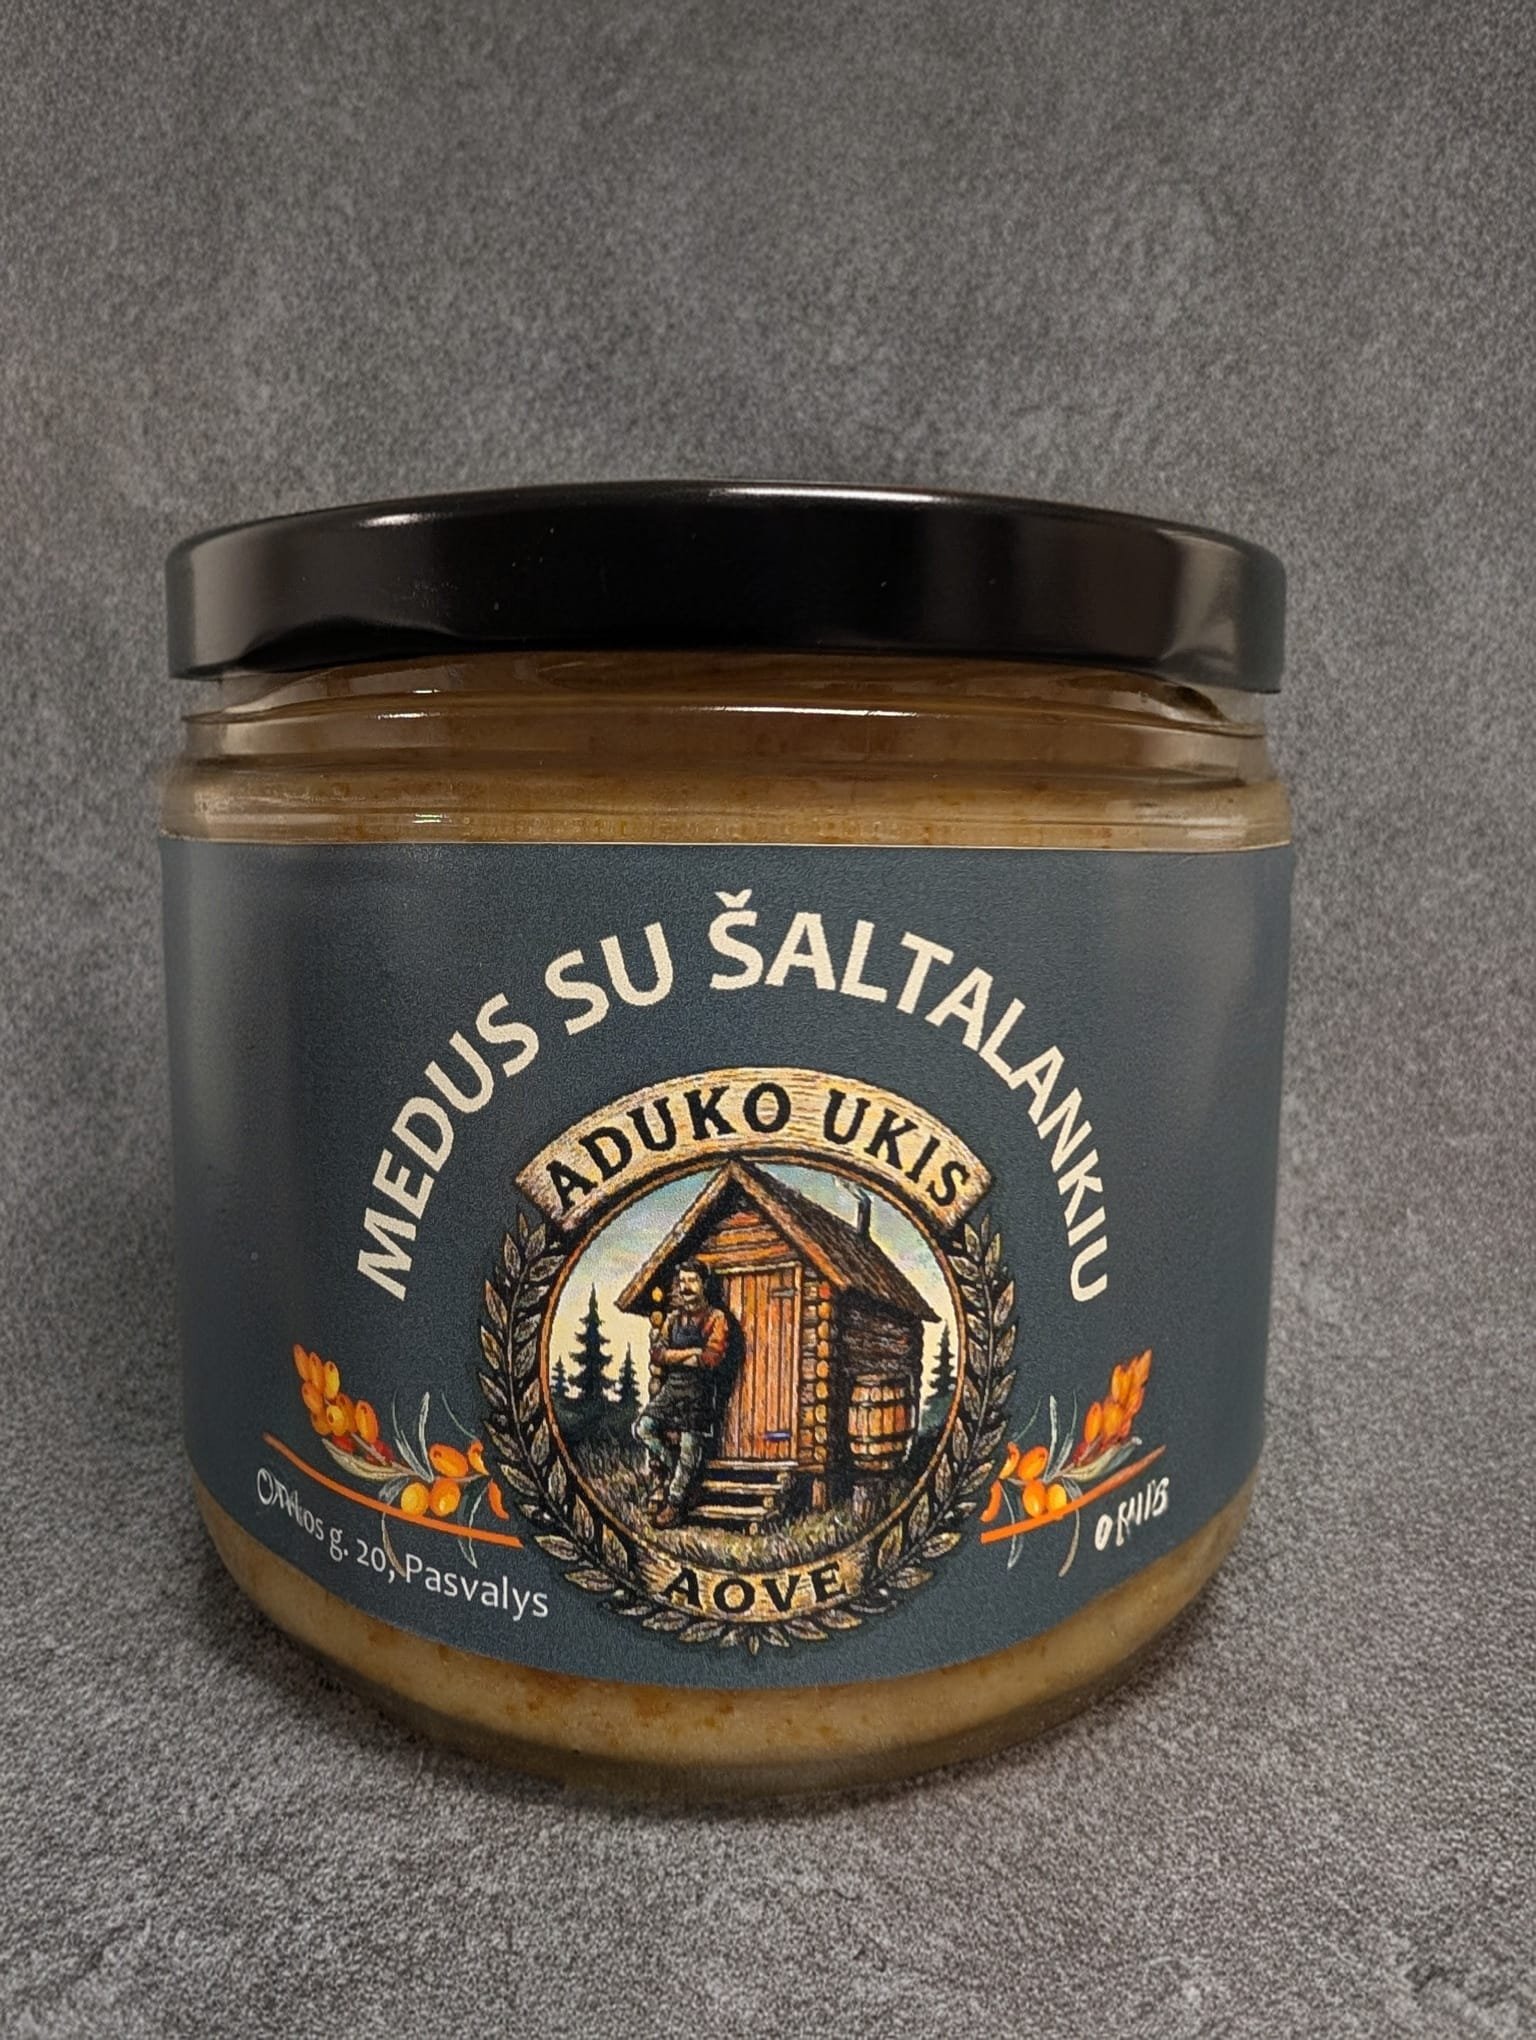 MEDUS SU ŠALTALANKIU
ADUKO UKIS
AOVE
g. 20, Pasvalys